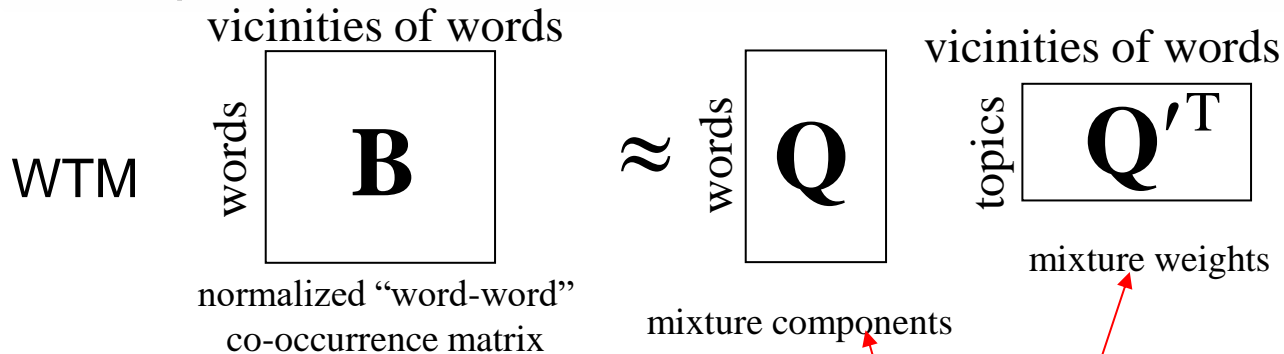 vicinities of words
vicinities of words
WTM
words
B
≈
words
Q
topics
Q′ᵀ
normalized “word-word”
co-occurrence matrix
mixture components
mixture weights